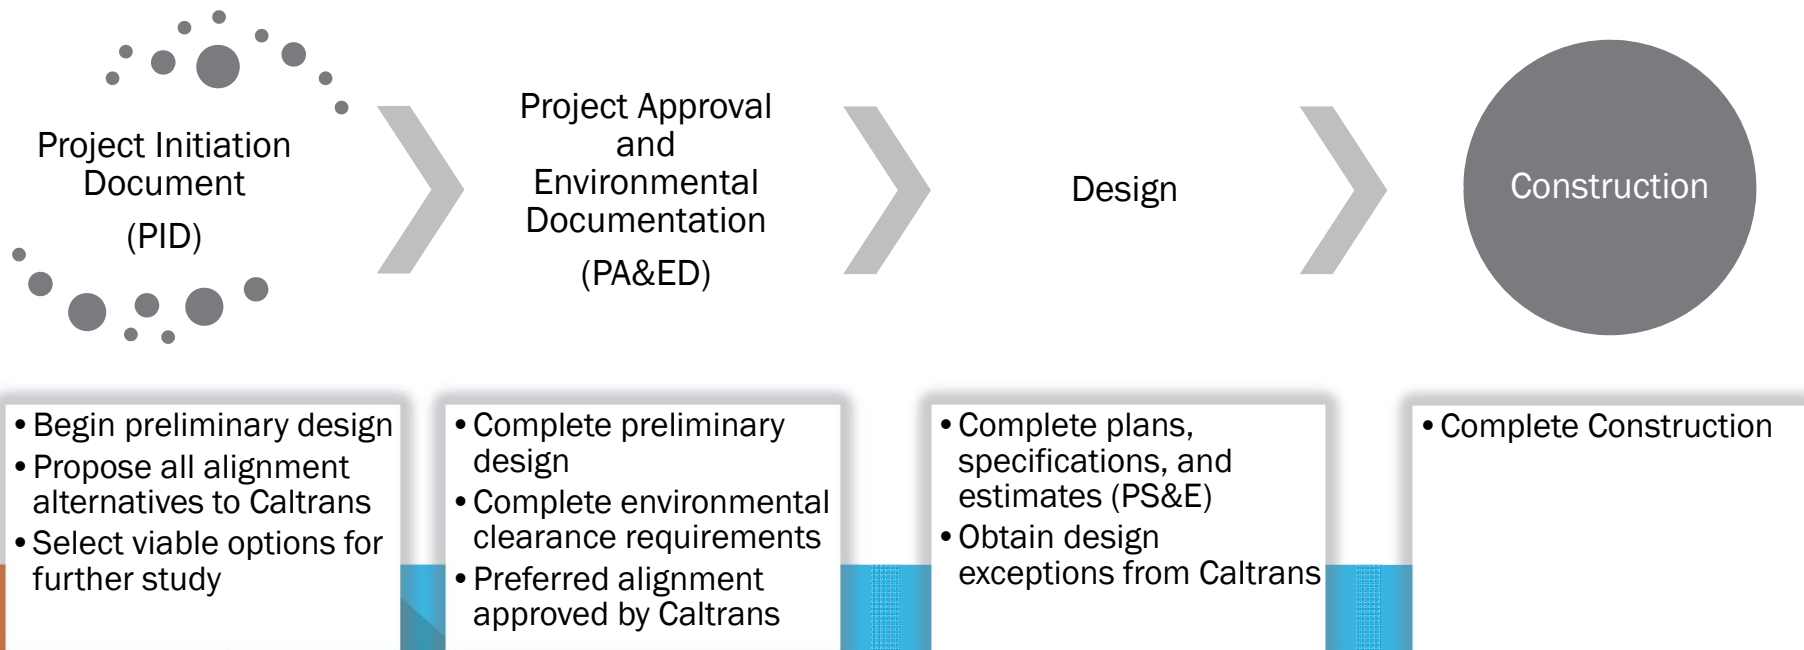 Project Initiation
Document
(PID)
Project Approval
and
Environmental
Documentation
(PA&ED)
Design
Construction
• Begin preliminary design
• Propose all alignment
alternatives to Caltrans
• Select viable options for
further study
• Complete preliminary
design
• Complete environmental
clearance requirements
• Preferred alignment
approved by Caltrans
• Complete plans,
specifications, and
estimates (PS&E)
• Obtain design
exceptions from Caltrans
• Complete Construction